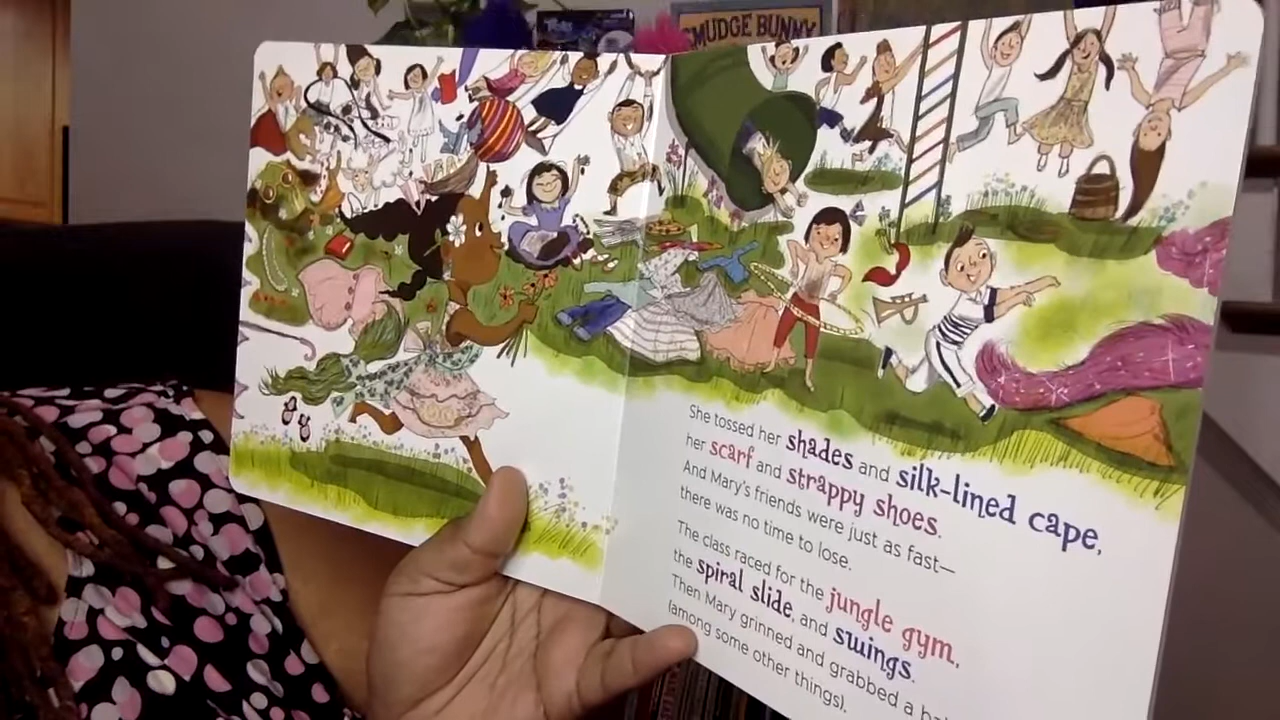 SMUDGE BUNNY
She tossed her shades and silk-lined cape,
her scarf and strappy shoes.
And Mary's friends were just as fast—
there was no time to lose.
The class raced for the jungle gym,
the spiral slide, and swings.
Then Mary grinned and grabbed a
(among some other things).